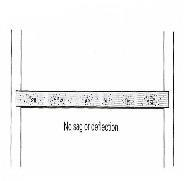 No sag or deflection.